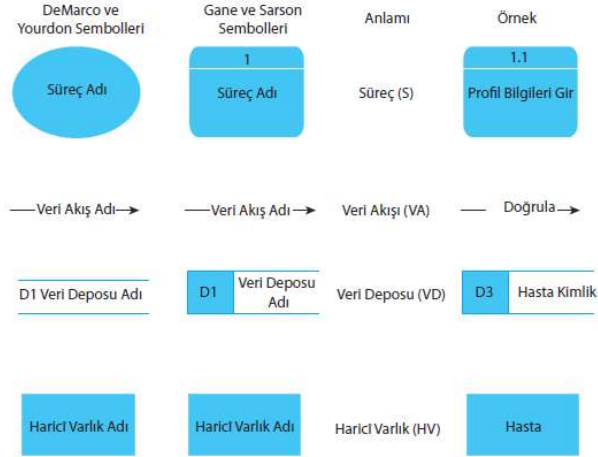 DeMarco ve
Yourdon Sembolleri
Gane ve Sarson
Sembolleri
Anlamı
Örnek
Süreç Adı
1
Süreç Adı
Süreç (S)
1.1
Profil Bilgileri Gir
Veri Akış Adı
Veri Akış Adı
Veri Akışı (VA)
Doğrula
D1 Veri Deposu Adı
D1
Veri Deposu
Adı
Veri Deposu (VD)
D3
Hasta Kimlik
Harici Varlık Adı
Harici Varlık Adı
Harici Varlık (HV)
Hasta